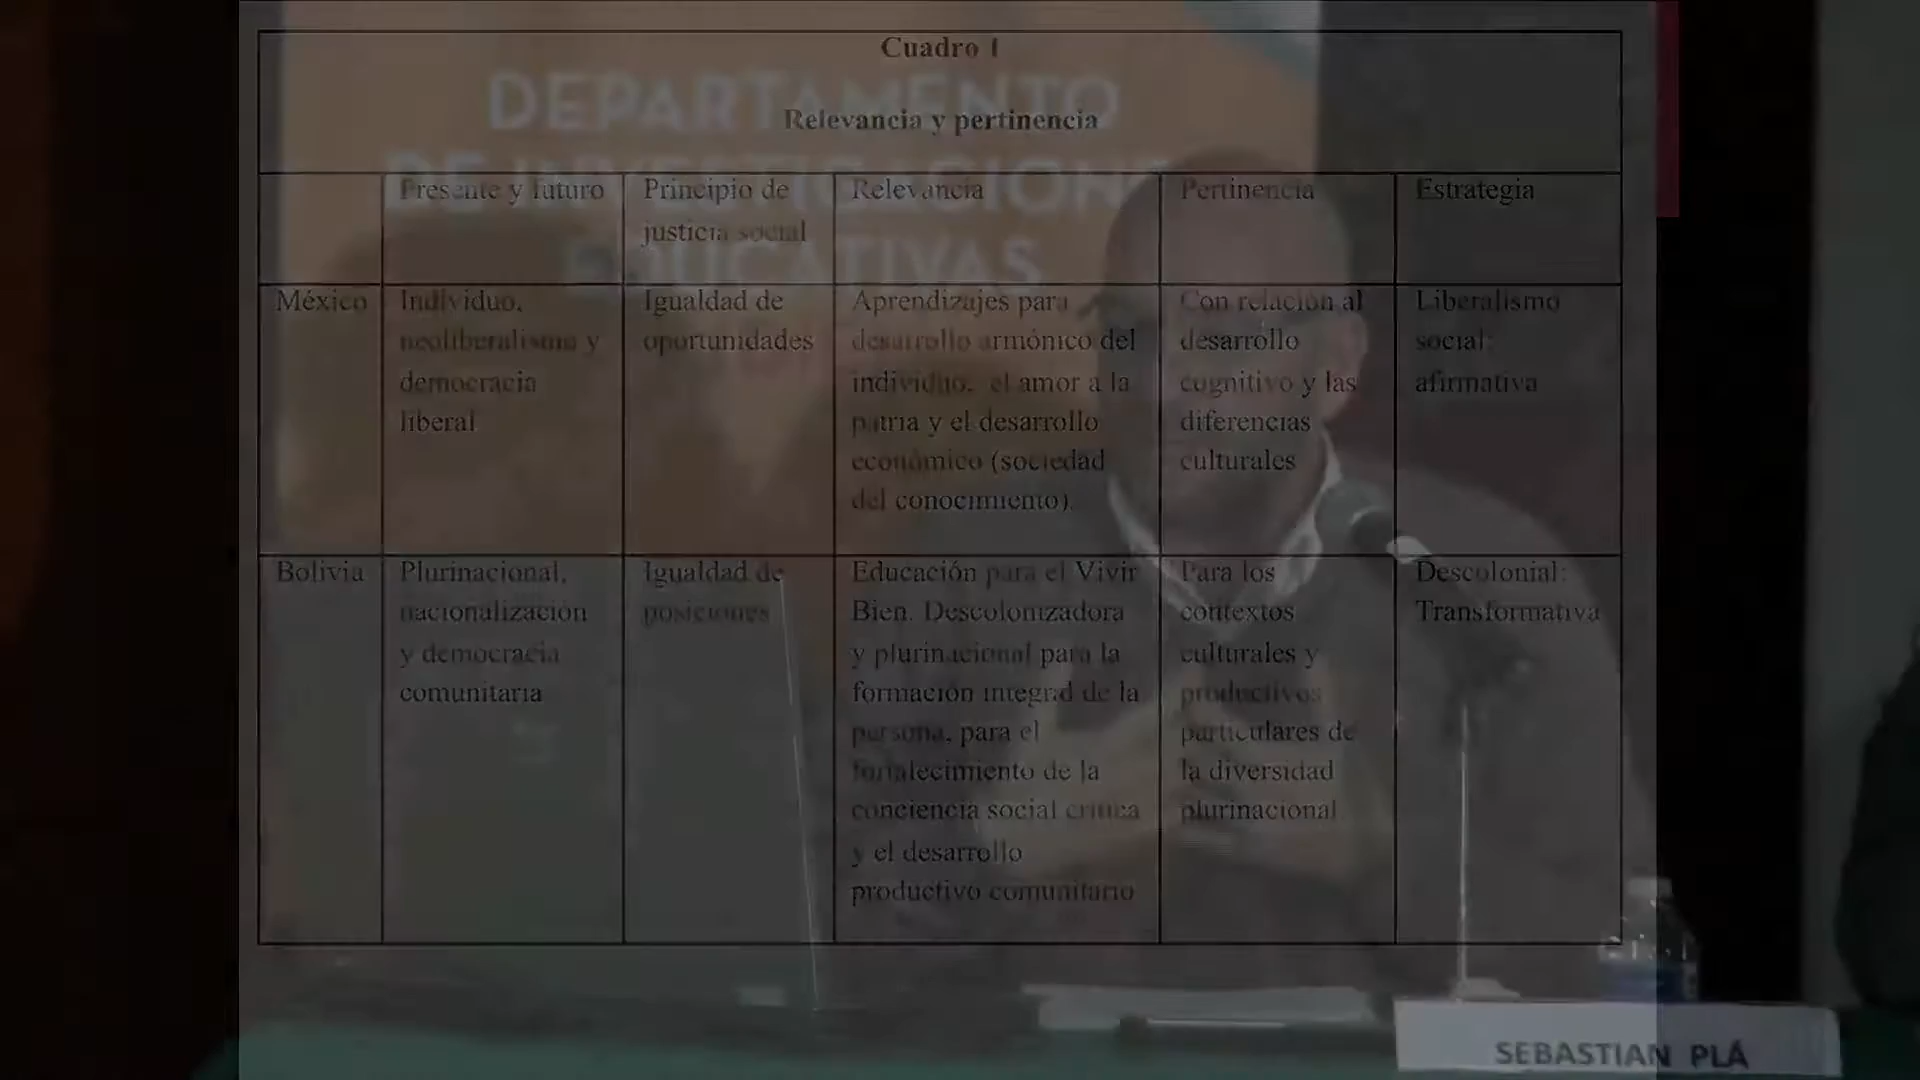 Cuadro 1
Relevancia y pertinencia
DEPARTAMENTO
DE INVESTIGACIONE
EDUCATIVAS
Presente y futuro
Principio de
justicia social
Relevancia
Pertinencia
Estrategia
México
Individuo,
neoliberalismo y
democracia
liberal
Igualdad de
oportunidades
Aprendizajes para
desarrollo armónico del
individuo, el amor a la
patria y el desarrollo
económico (sociedad
del conocimiento).
Con relación al
desarrollo
cognitivo y las
diferencias
culturales
Liberalismo
social:
afirmativa
Bolivia
Plurinacional,
nacionalización
y democracia
comunitaria
Igualdad de
posiciones
Educación para el Vivir
Bien. Descolonizadora
y plurinacional para la
formación integral de la
persona, para el
fortalecimiento de la
conciencia social critica
y el desarrollo
productivo comunitario
Para los
contextos
culturales y
productivos
particulares de
la diversidad
plurinacional
Descolonial:
Transformativa
SEBASTIAN PLÁ